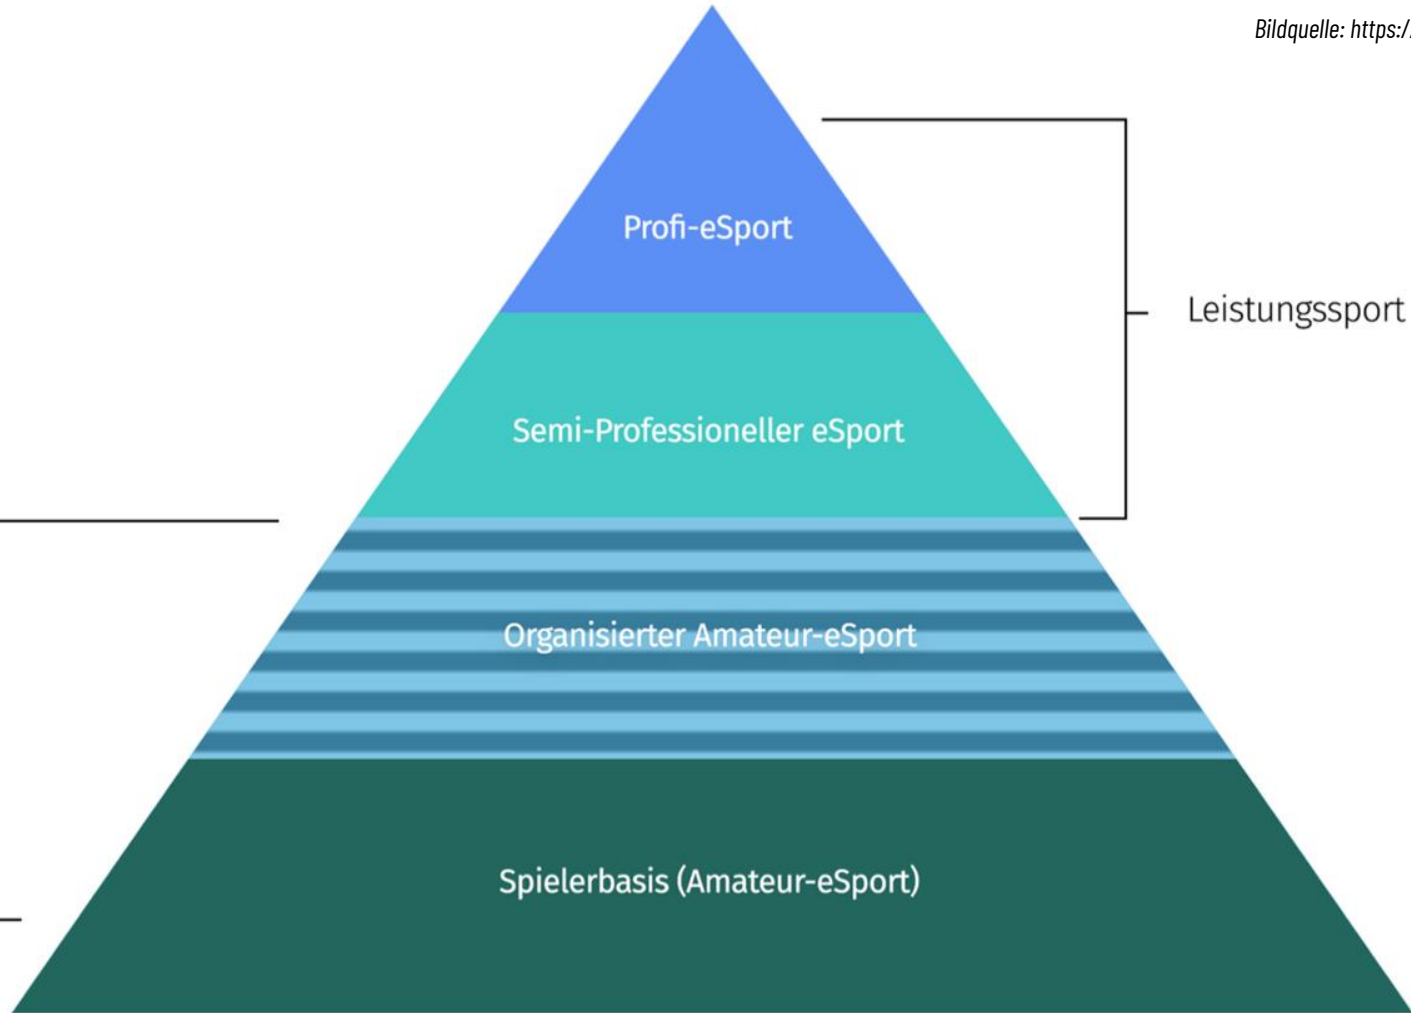 Bildquelle: https:/
Profi-eSport
Leistungssport
Semi-Professioneller eSport
Organisierter Amateur-eSport
Spielerbasis (Amateur-eSport)